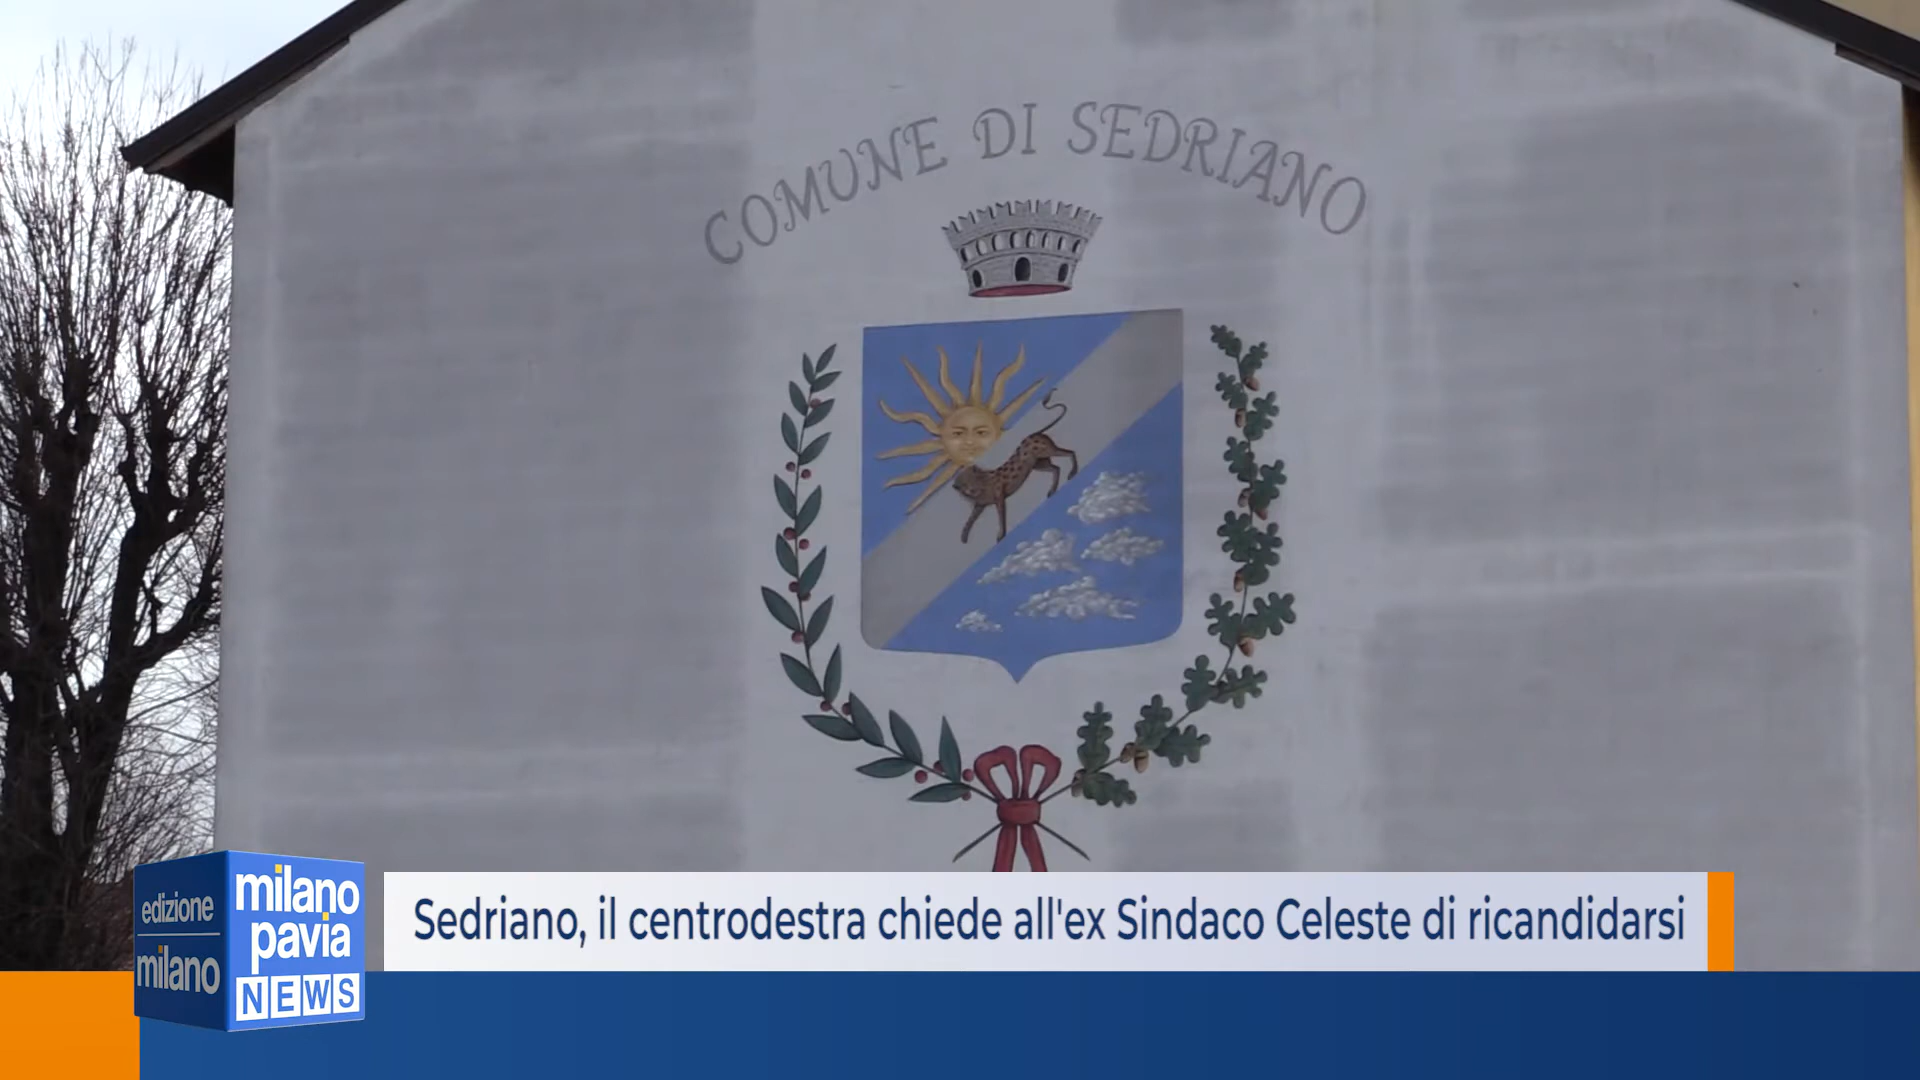 COMUNE DI SEDRIANO
Sedriano, il centrodestra chiede all'ex Sindaco Celeste di ricandidarsi
edizione
milano
milano
pavia
NEWS